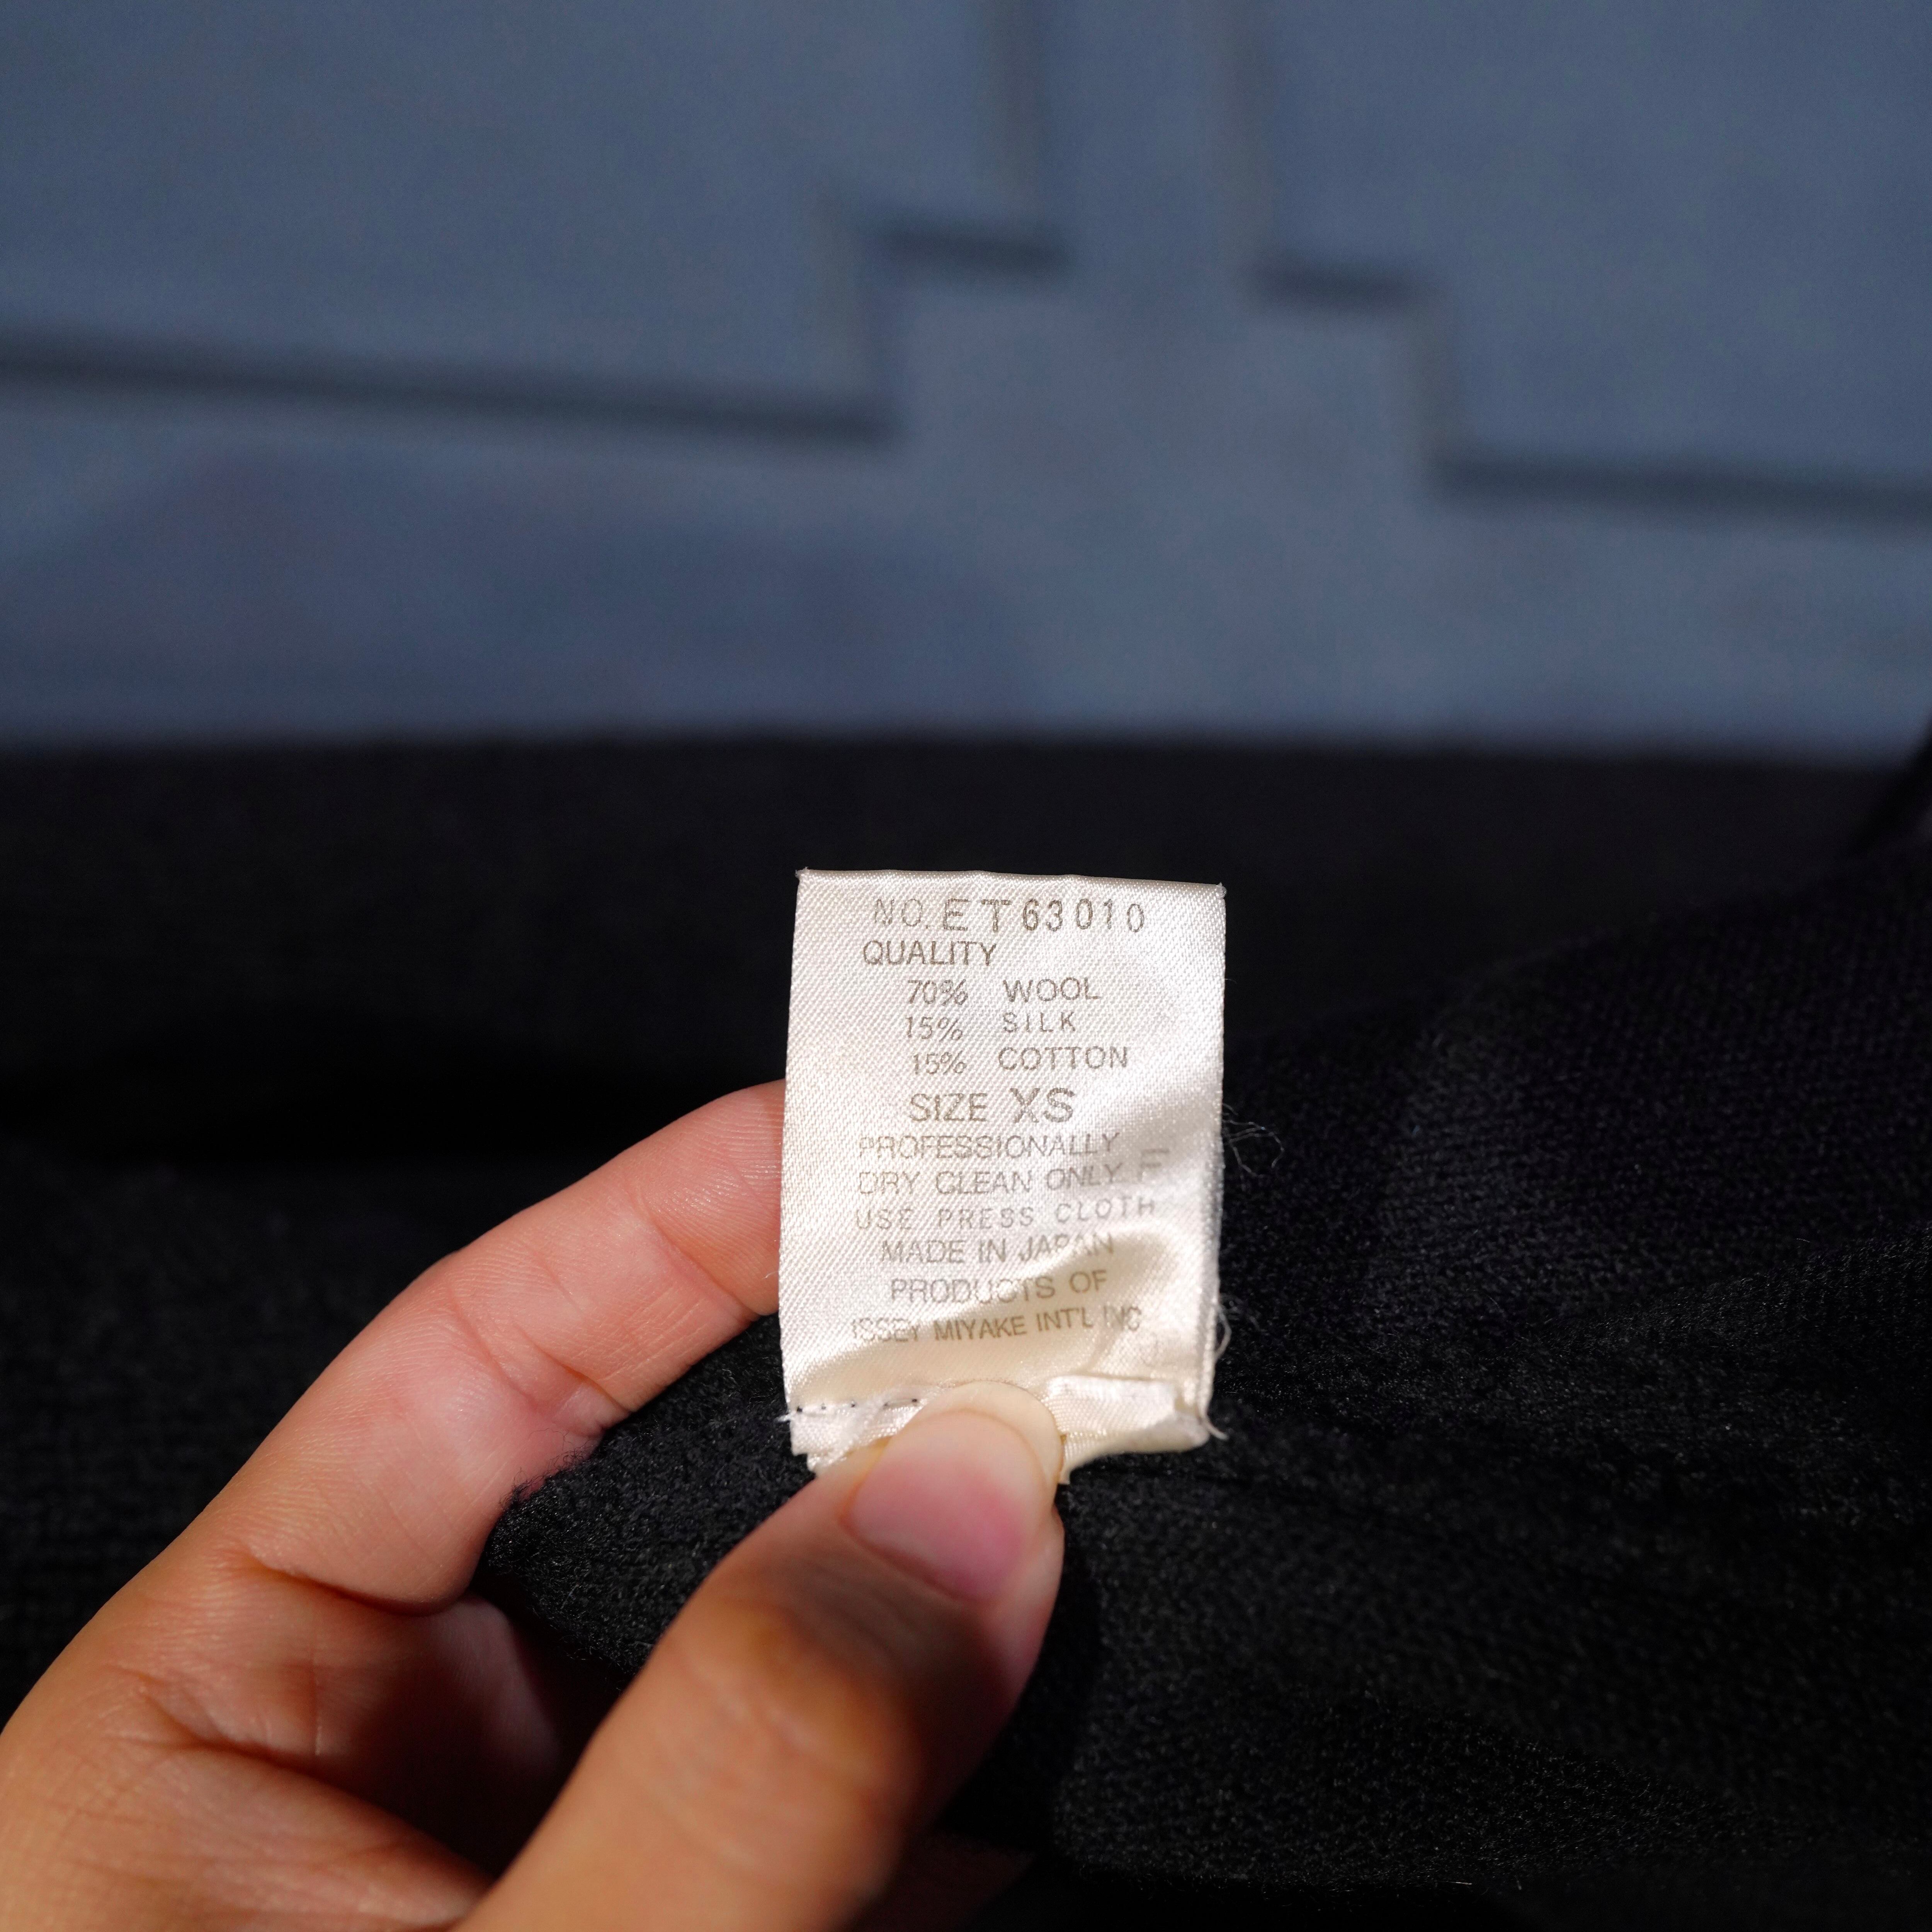 NO. ET63010
QUALITY
70% WOOL
15% SILK
15% COTTON
SIZE XS
PROFESSIONALLY
DRY CLEAN ONLY F
USE PRESS CLOTH
MADE IN JAPAN
PRODUCTS OF
ISSEY MIYAKE INT'L INC